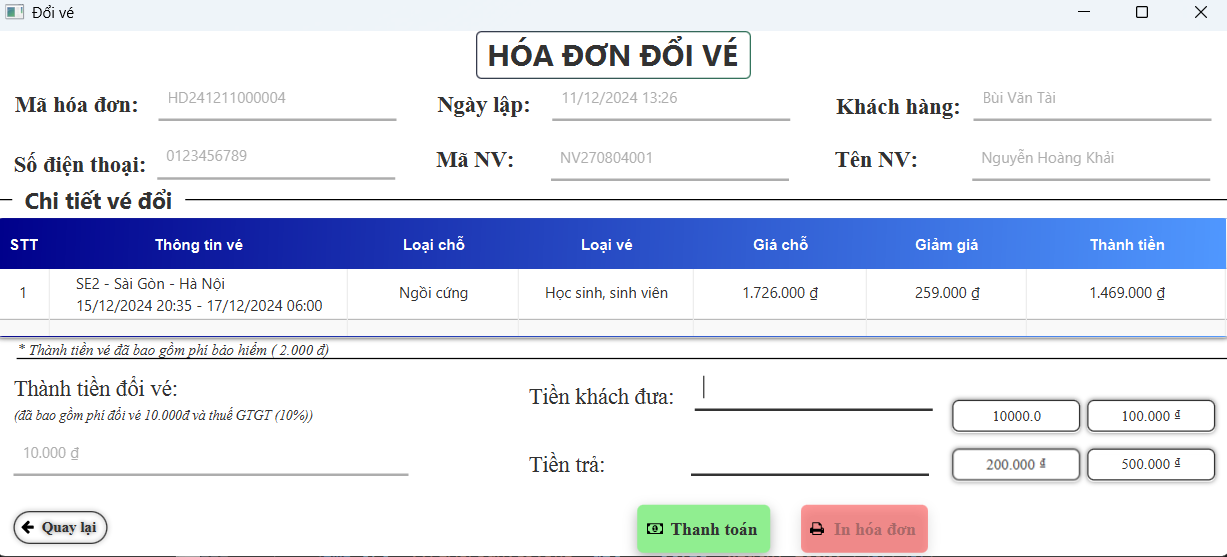 Đổi vé
HÓA ĐƠN ĐỔI VÉ
Mã hóa đơn: HD241211000004 Ngày lập: 11/12/2024 13:26 Khách hàng: Bùi Văn Tài
Số điện thoại: 0123456789 Mã NV: NV270804001 Tên NV: Nguyễn Hoàng Khải
Chi tiết vé đổi
STT Thông tin vé Loại chỗ Loại vé Giá chỗ Giảm giá Thành tiền
1 SE2 - Sài Gòn - Hà Nội Ngồi cứng Học sinh, sinh viên 1.726.000 ₫ 259.000 ₫ 1.469.000 ₫
15/12/2024 20:35 - 17/12/2024 06:00
* Thành tiền vé đã bao gồm phí bảo hiểm ( 2.000 đ)
Thành tiền đổi vé:
(đã bao gồm phí đổi vé 10.000đ và thuế GTGT (10%))
10.000 ₫
Tiền khách đưa:
10000.0 100.000 ₫
Tiền trả:
200.000 ₫ 500.000 ₫
Quay lại Thanh toán In hóa đơn